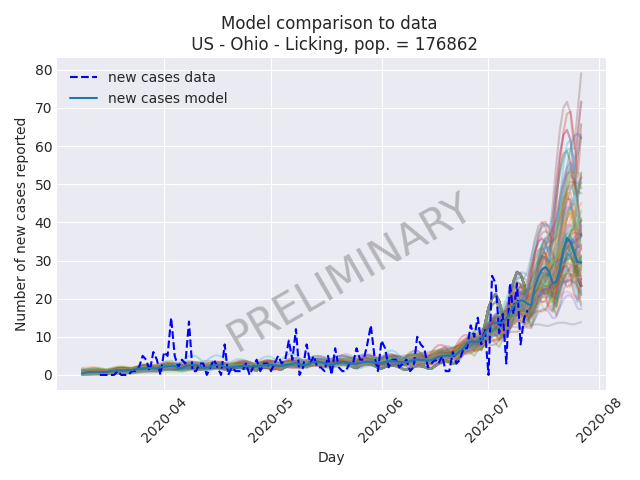 Model comparison to data
US - Ohio - Licking, pop. = 176862
new cases data
new cases model
Number of new cases reported
80
70
60
50
40
30
20
10
0
PRELIMINARY
2020-04
2020-05
2020-06
2020-07
2020-08
Day